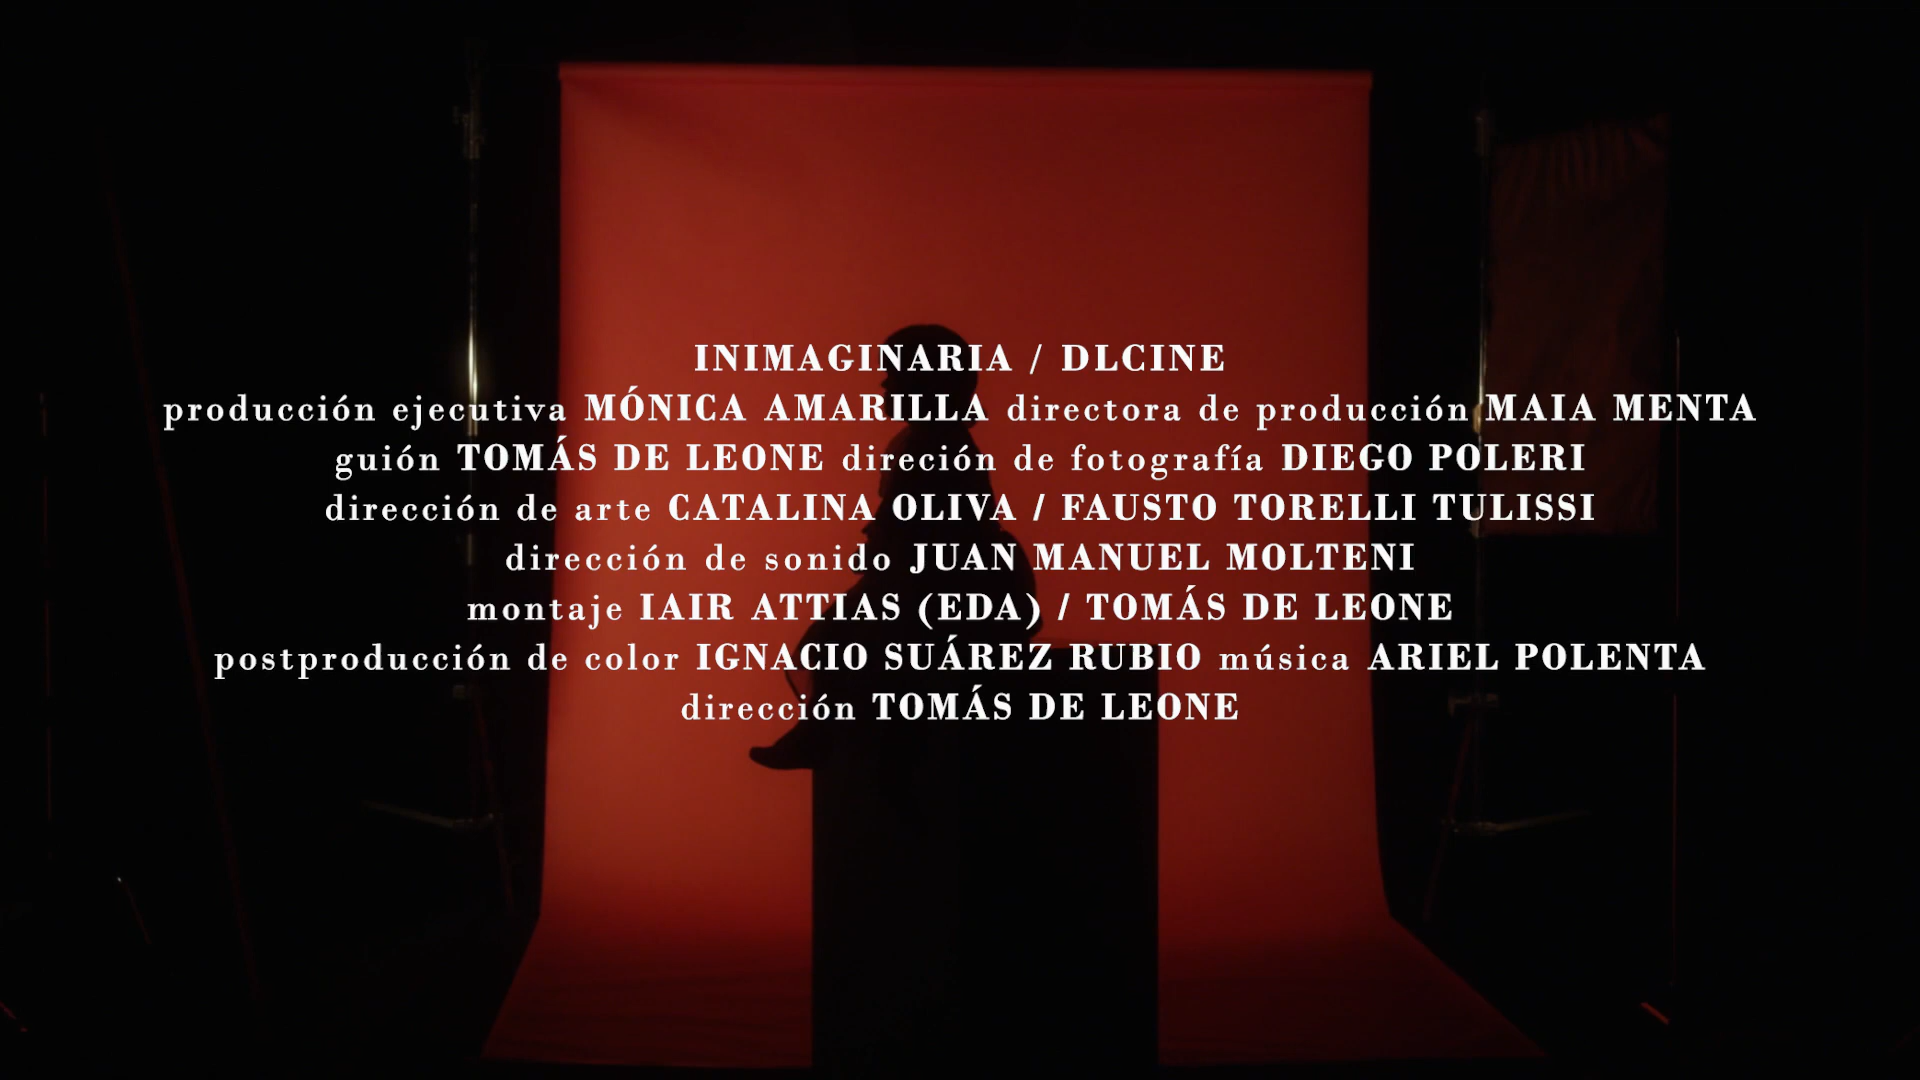 INIMAGINARIA / DLCINE
producción ejecutiva MÓNICA AMARILLA directora de producción MAIA MENTA
guión TOMÁS DE LEONE direción de fotografía DIEGO POLERI
dirección de arte CATALINA OLIVA / FAUSTO TORELLI TULISSI
dirección de sonido JUAN MANUEL MOLTENI
montaje IAIR ATTIAS (EDA) / TOMÁS DE LEONE
postproducción de color IGNACIO SUÁREZ RUBIO música ARIEL POLENTA
dirección TOMÁS DE LEONE